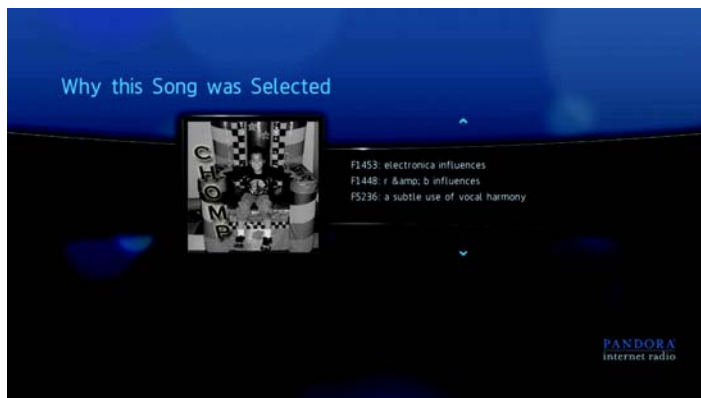 Why this Song was Selected
CHOMP
F1453: electronica influences
F1448: r &amp; b influences
F5236: a subtle use of vocal harmony
PANDORA
internet radio